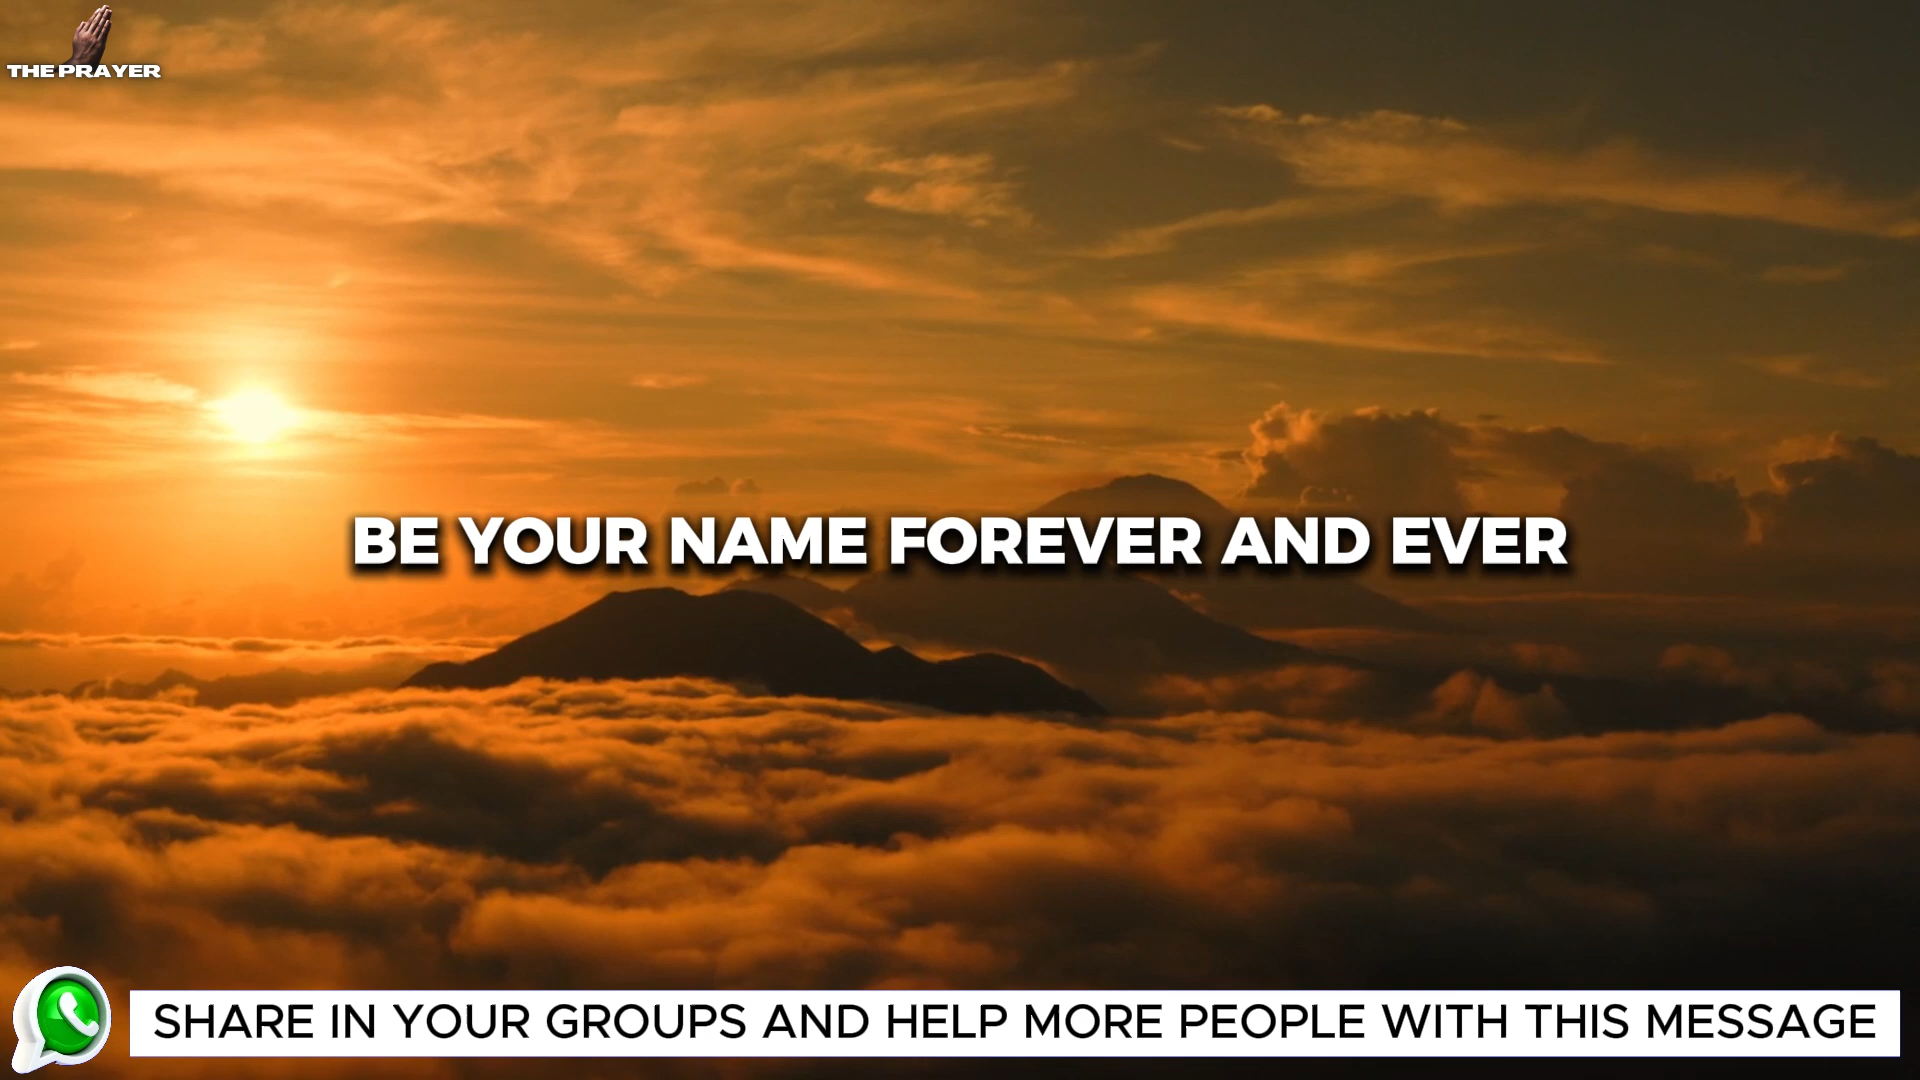 THE PRAYER
BE YOUR NAME FOREVER AND EVER
SHARE IN YOUR GROUPS AND HELP MORE PEOPLE WITH THIS MESSAGE